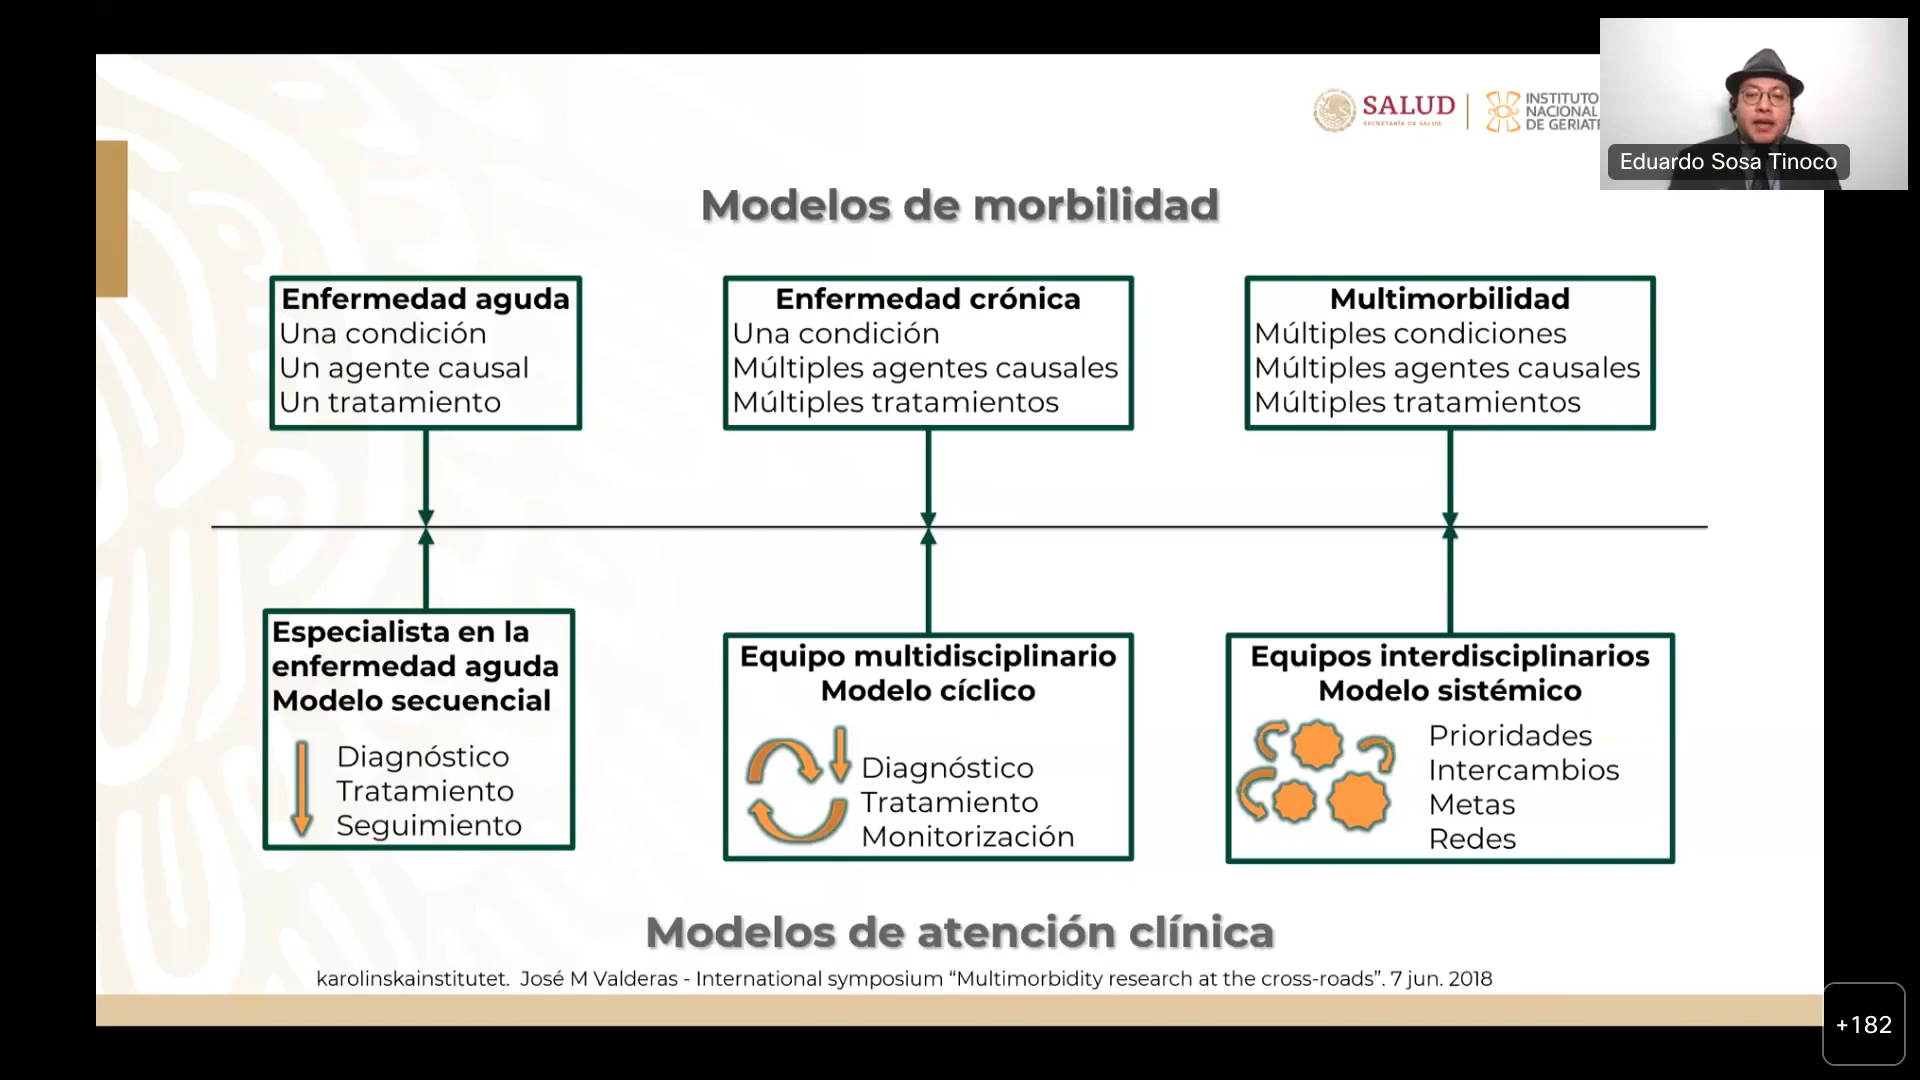 SALUD
SECRETARÍA DE SALUD
INSTITUTO
NACIONAL
DE GERIAT
Eduardo Sosa Tinoco
Modelos de morbilidad
Enfermedad aguda
Una condición
Un agente causal
Un tratamiento
Enfermedad crónica
Una condición
Múltiples agentes causales
Múltiples tratamientos
Multimorbilidad
Múltiples condiciones
Múltiples agentes causales
Múltiples tratamientos
Especialista en la
enfermedad aguda
Modelo secuencial
Diagnóstico
Tratamiento
Seguimiento
Equipo multidisciplinario
Modelo cíclico
Diagnóstico
Tratamiento
Monitorización
Equipos interdisciplinarios
Modelo sistémico
Prioridades
Intercambios
Metas
Redes
Modelos de atención clínica
karolinskainstitutet. José M Valderas - International symposium “Multimorbidity research at the cross-roads”. 7 jun. 2018
+182